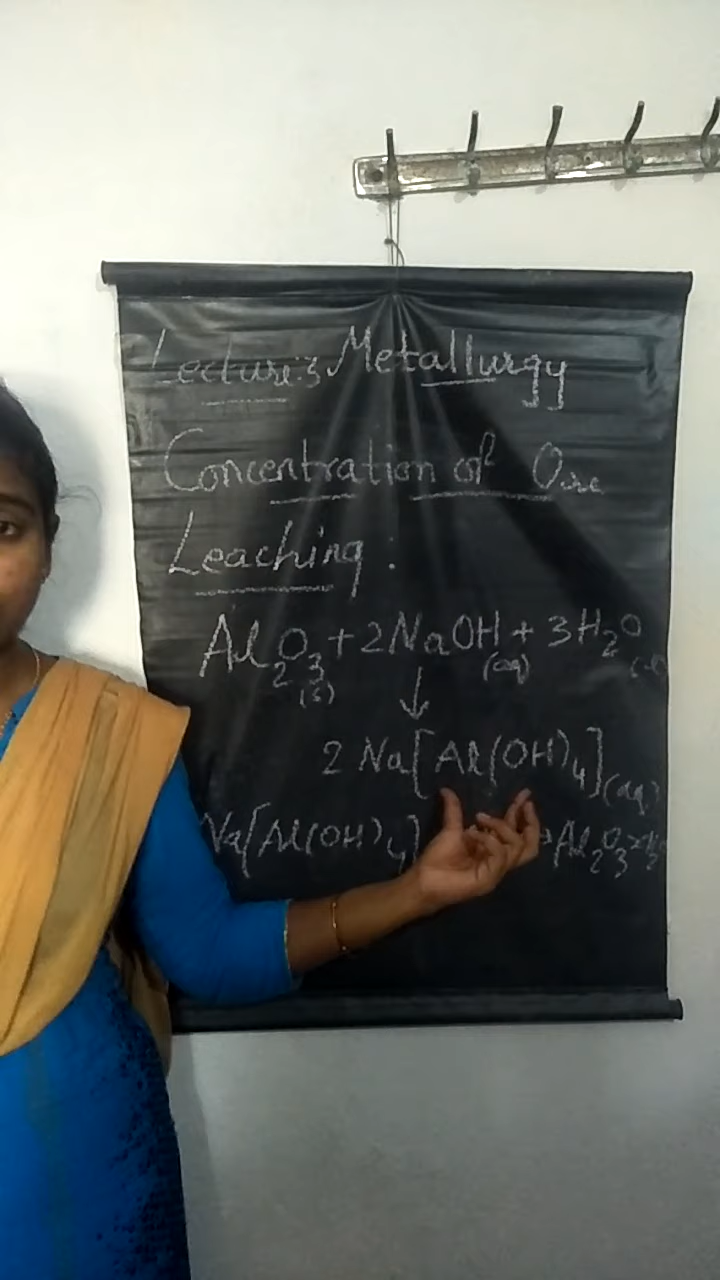 Lecture:3 Metallurgy
Concentration of Ore
Leaching :
Al2O3 + 2NaOH + 3H2O
(s) (aq)
↓
2 Na[Al(OH)4](aq)
Na[Al(OH)4] → Al2O3